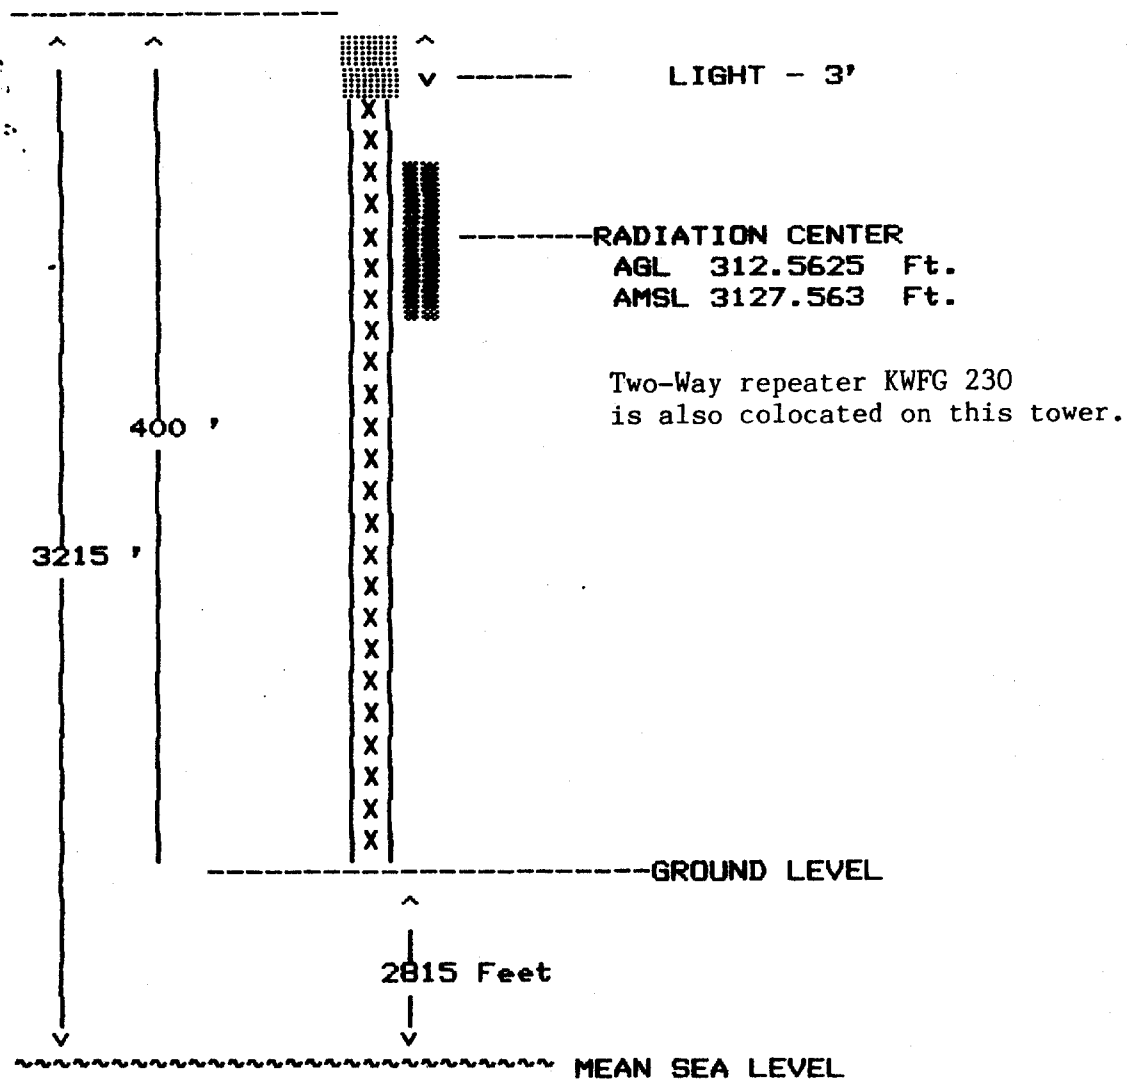 LIGHT - 3'
RADIATION CENTER
AGL 312.5625 Ft.
AMSL 3127.563 Ft.
Two-Way repeater KWFG 230
is also colocated on this tower.
400 '
3215 '
GROUND LEVEL
2815 Feet
MEAN SEA LEVEL